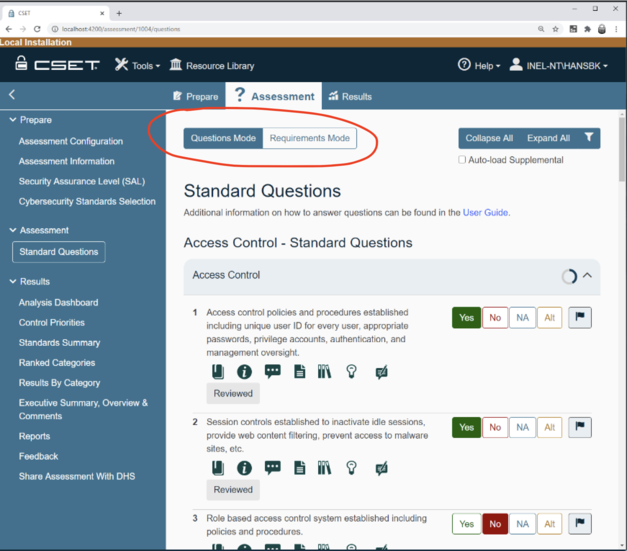 CSET
localhost:4200/assessment/1004/questions
Local Installation
CSET Tools Resource Library Help INEL-NT\HANSBK
Prepare ? Assessment Results
Prepare
Assessment Configuration
Assessment Information
Security Assurance Level (SAL)
Cybersecurity Standards Selection
Assessment
Standard Questions
Results
Analysis Dashboard
Control Priorities
Standards Summary
Ranked Categories
Results By Category
Executive Summary, Overview &
Comments
Reports
Feedback
Share Assessment With DHS
Questions Mode Requirements Mode
Collapse All Expand All
Auto-load Supplemental
Standard Questions
Additional information on how to answer questions can be found in the User Guide.
Access Control - Standard Questions
Access Control
1 Access control policies and procedures established
including unique user ID for every user, appropriate
passwords, privilege accounts, authentication, and
management oversight.
Yes No NA Alt
Reviewed
2 Session controls established to inactivate idle sessions,
provide web content filtering, prevent access to malware
sites, etc.
Yes No NA Alt
Reviewed
3 Role based access control system established including
policies and procedures.
Yes No NA Alt